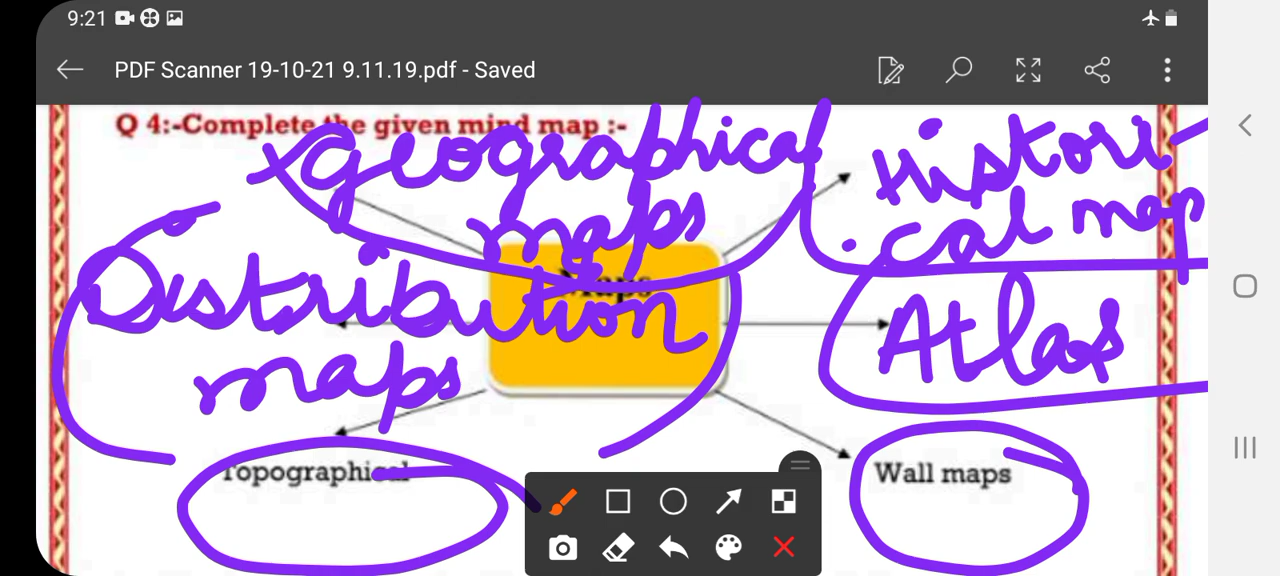 9:21
PDF Scanner 19-10-21 9.11.19.pdf - Saved
Q 4:-Complete the given mind map :-
geographical
maps
Histori-
cal map
Maps
Distribution
maps
Atlas
Topographical
Wall maps